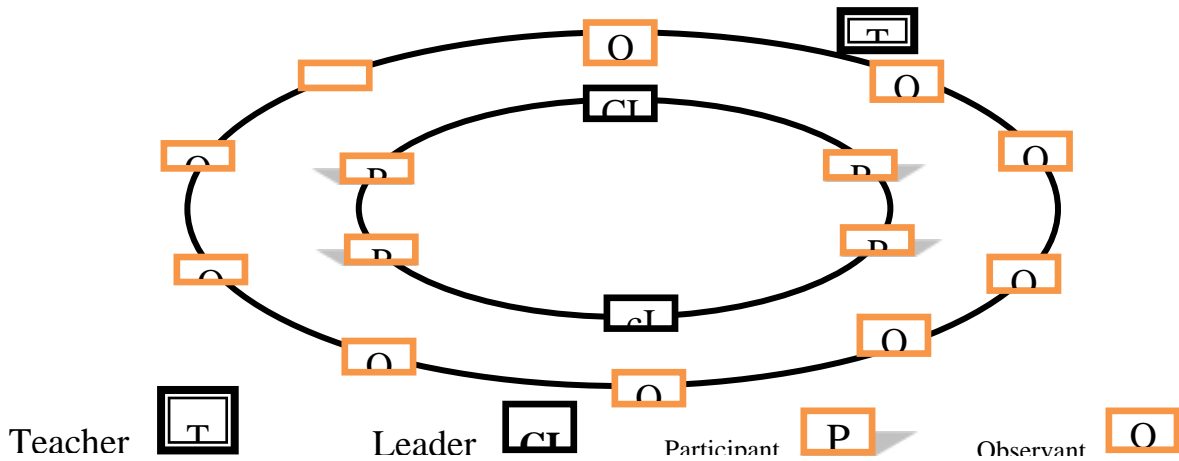 O T
O
CL
O P P O
P P
O O
cL
O O
O
Teacher T Leader CL Participant P Observant O